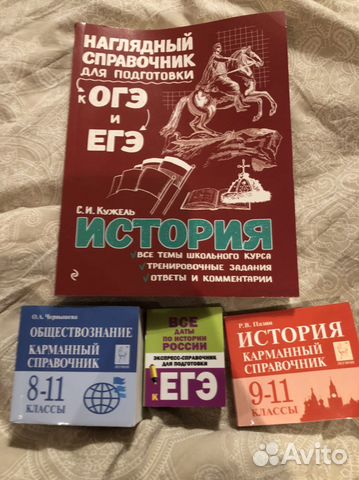 НАГЛЯДНЫЙ
СПРАВОЧНИК
ДЛЯ ПОДГОТОВКИ
К ОГЭ
И
ЕГЭ
С.И. КУЖЕЛЬ
ИСТОРИЯ
ВСЕ ТЕМЫ ШКОЛЬНОГО КУРСА
ТРЕНИРОВОЧНЫЕ ЗАДАНИЯ
ОТВЕТЫ И КОММЕНТАРИИ
О.А. Чернышева
ОБЩЕСТВОЗНАНИЕ
КАРМАННЫЙ
СПРАВОЧНИК
8-11
КЛАССЫ
ВСЕ
ДАТЫ
ПО ИСТОРИИ
РОССИИ
ЭКСПРЕСС-СПРАВОЧНИК
ДЛЯ ПОДГОТОВКИ
К ЕГЭ
Р.В. Пазин
ИСТОРИЯ
КАРМАННЫЙ
СПРАВОЧНИК
9-11
КЛАССЫ
Avito